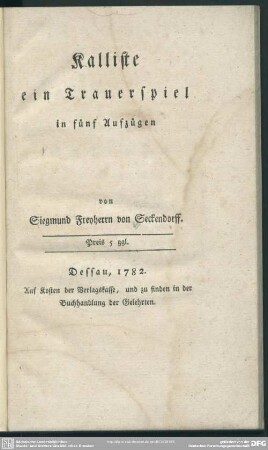 Kalliste
ein Trauerspiel
in fünf Aufzügen
von
Siegmund Freyherrn von Seckendorff.
Preis 5 ggl.
Dessau, 1782.
Auf Kosten der Verlagskasse, und zu finden in der
Buchhandlung der Gelehrten.